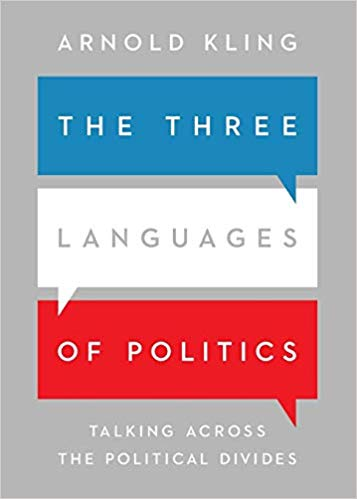 ARNOLD KLING
THE THREE
LANGUAGES
OF POLITICS
TALKING ACROSS
THE POLITICAL DIVIDES